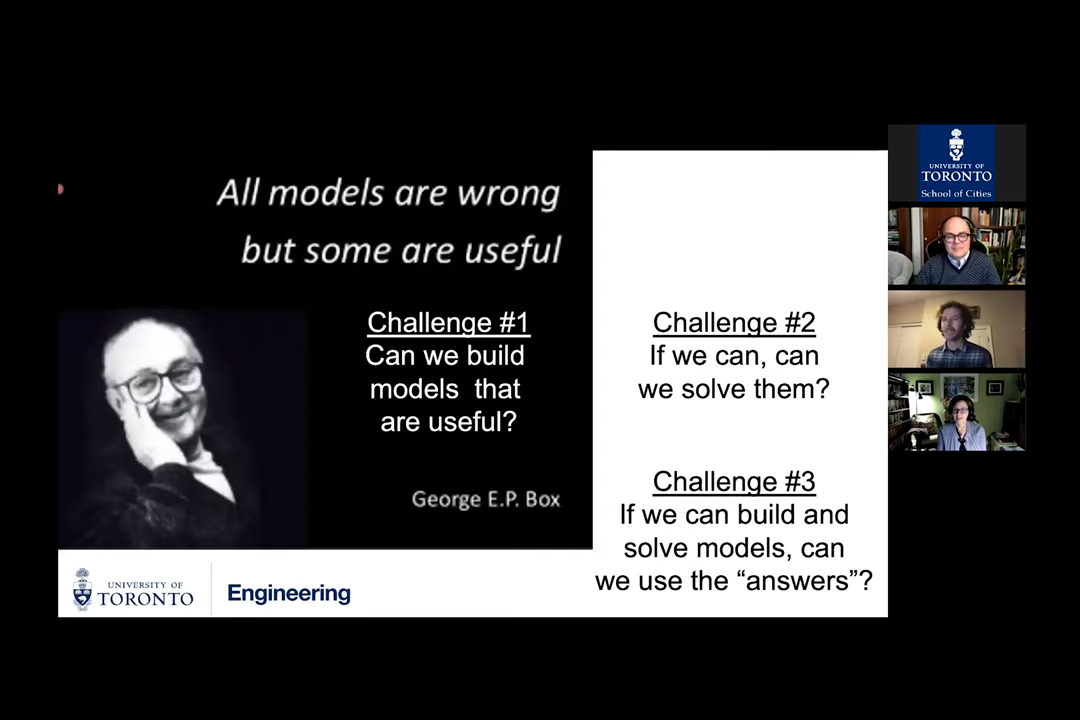 All models are wrong
but some are useful
Challenge #1
Can we build
models that
are useful?
George E.P. Box
Challenge #2
If we can, can
we solve them?
Challenge #3
If we can build and
solve models, can
we use the “answers”?
UNIVERSITY OF
TORONTO
Engineering
UNIVERSITY OF
TORONTO
School of Cities